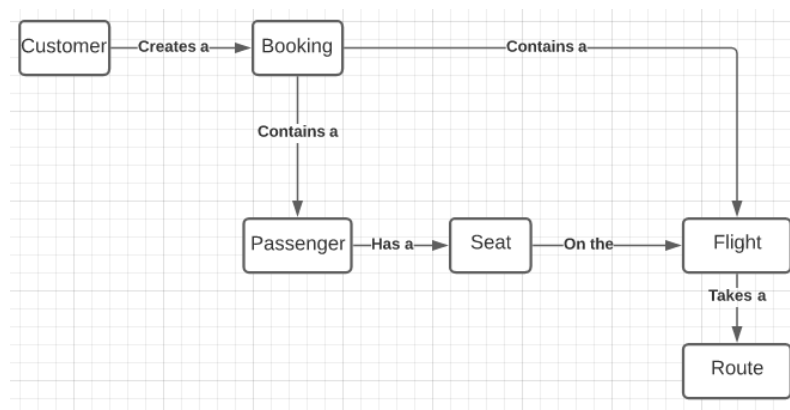 Customer
Creates a
Booking
Contains a
Contains a
Passenger
Has a
Seat
On the
Flight
Takes a
Route